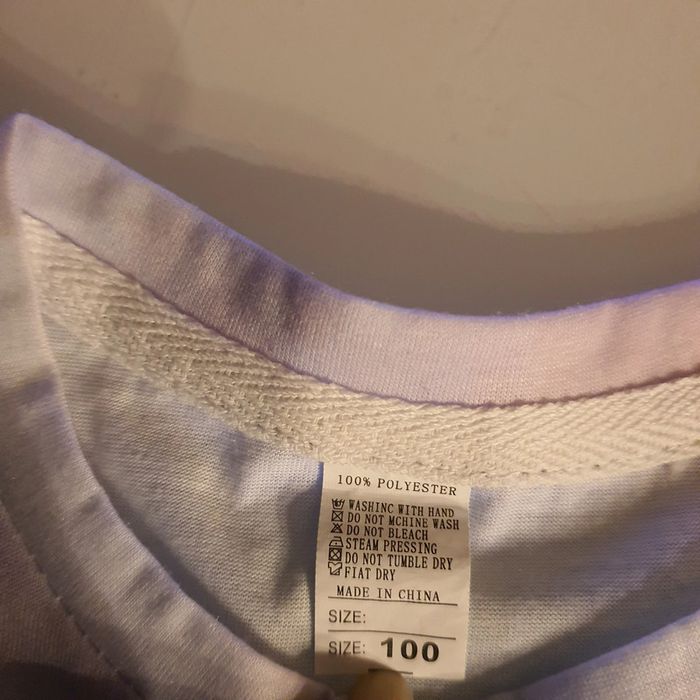 100% POLYESTER
WASHINC WITH HAND
DO NOT MCHINE WASH
DO NOT BLEACH
STEAM PRESSING
DO NOT TUMBLE DRY
FIAT DRY
MADE IN CHINA
SIZE:
SIZE: 100